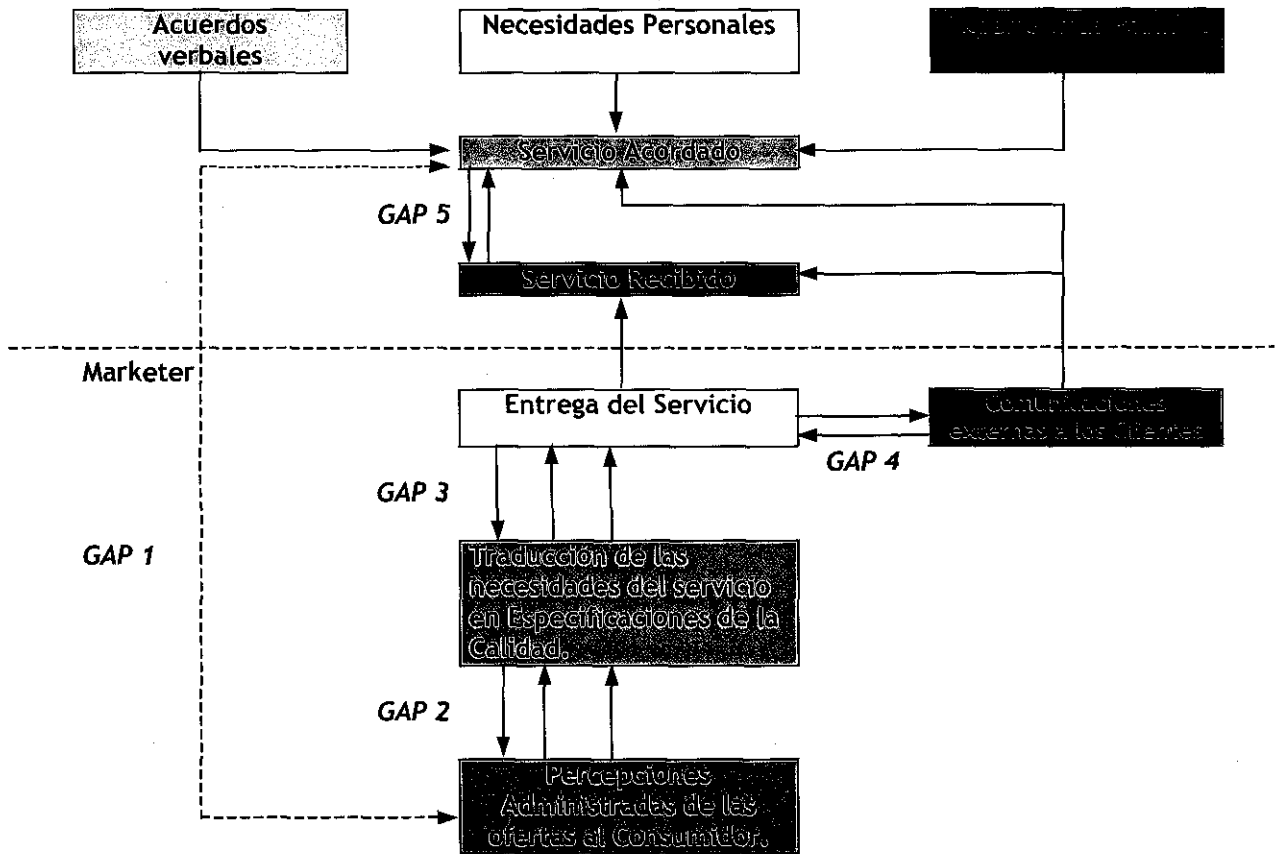 Acuerdos
verbales
Necesidades Personales
Servicio Acordado
GAP 5
Servicio Recibido
Marketer
Entrega del Servicio
Comunicaciones
externas a los Clientes
GAP 4
GAP 3
GAP 1
Traducción de las
necesidades del servicio
en Especificaciones de la
Calidad.
GAP 2
Percepciones
Administradas de las
ofertas al Consumidor.